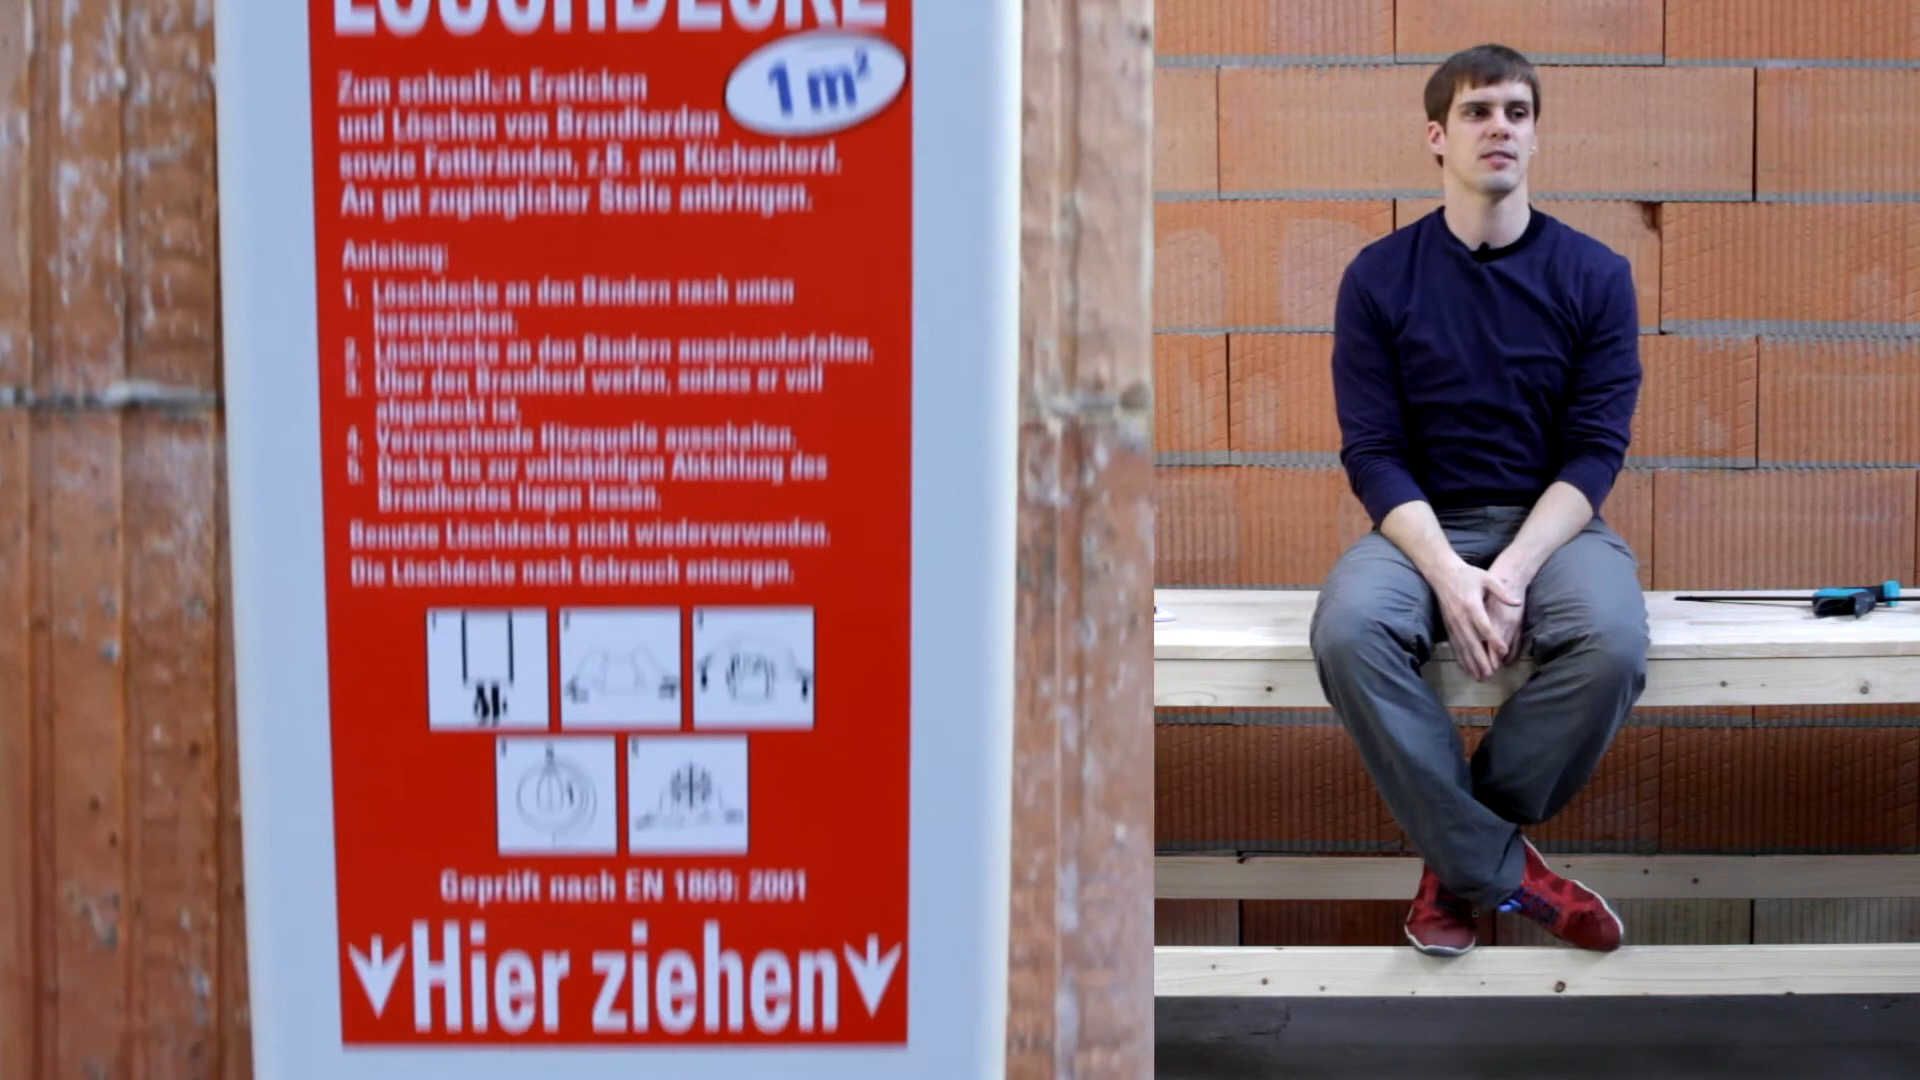 LÖSCHDECKE
1 m²
Zum schnellen Ersticken
und Löschen von Brandherden
sowie Fettbränden, z.B. am Küchenherd.
An gut zugänglicher Stelle anbringen.
Anleitung:
1. Löschdecke an den Bändern nach unten
herausziehen.
2. Löschdecke an den Bändern auseinanderfalten.
3. Über den Brandherd werfen, sodass er voll
abgedeckt ist.
4. Verursachende Hitzequelle ausschalten.
5. Decke bis zur vollständigen Abkühlung des
Brandherdes liegen lassen.
Benutzte Löschdecke nicht wiederverwenden.
Die Löschdecke nach Gebrauch entsorgen.
1 2 3
Geprüft nach EN 1869: 2001
Hier ziehen